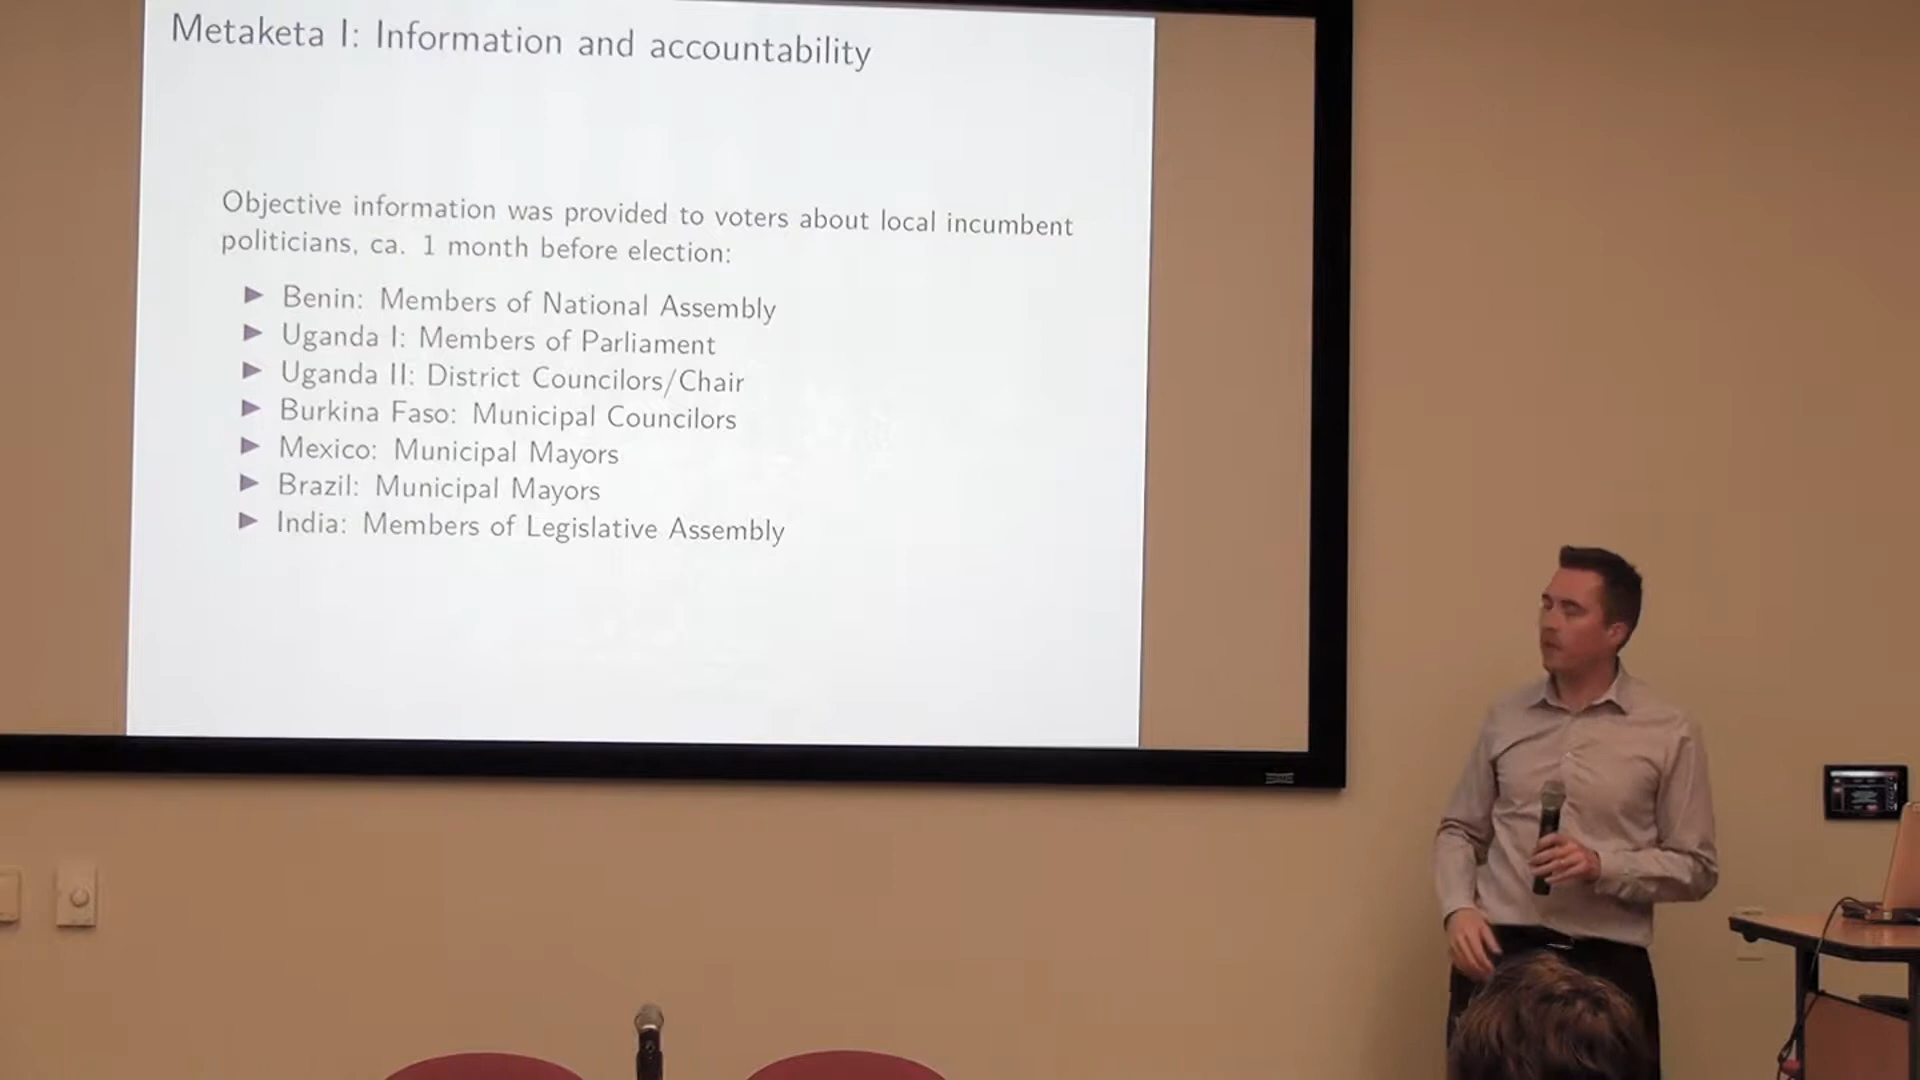 Metaketa I: Information and accountability
Objective information was provided to voters about local incumbent
politicians, ca. 1 month before election:
▶ Benin: Members of National Assembly
▶ Uganda I: Members of Parliament
▶ Uganda II: District Councilors/Chair
▶ Burkina Faso: Municipal Councilors
▶ Mexico: Municipal Mayors
▶ Brazil: Municipal Mayors
▶ India: Members of Legislative Assembly